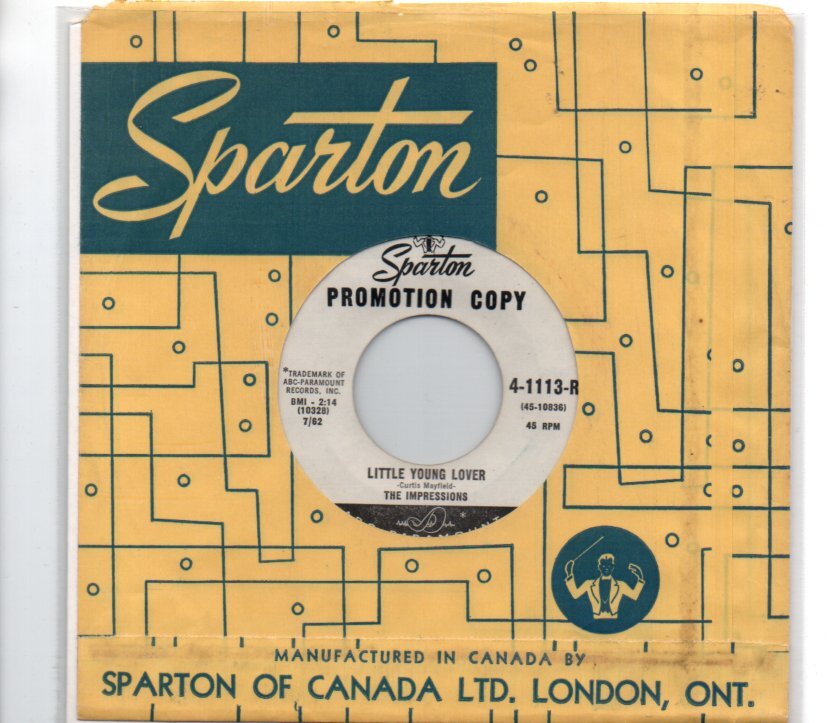 Sparton
Sparton
PROMOTION COPY
*TRADEMARK OF
ABC-PARAMOUNT
RECORDS, INC.
BMI - 2:14
(10328)
7/62
4-1113-R
(45-10836)
45 RPM
LITTLE YOUNG LOVER
-Curtis Mayfield-
THE IMPRESSIONS
*
MANUFACTURED IN CANADA BY
SPARTON OF CANADA LTD. LONDON, ONT.